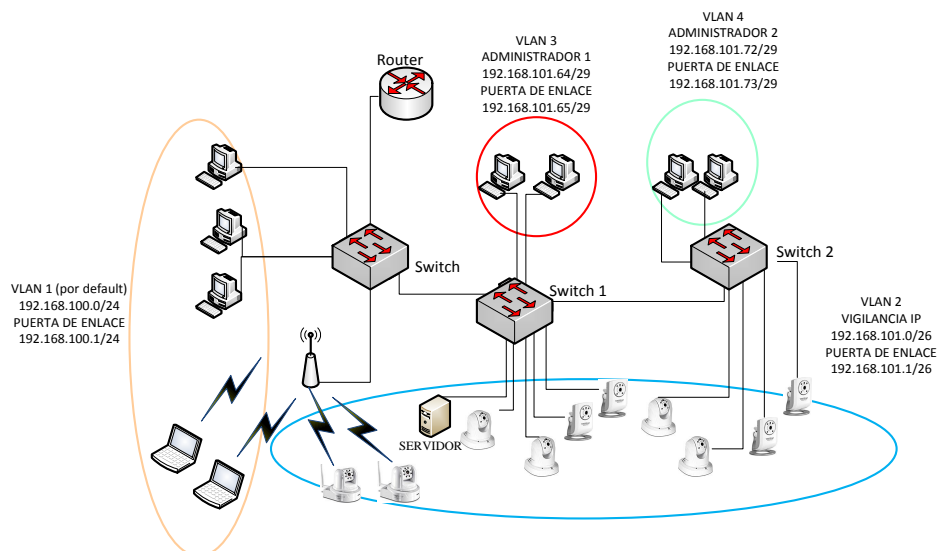 VLAN 3
ADMINISTRADOR 1
192.168.101.64/29
PUERTA DE ENLACE
192.168.101.65/29
VLAN 4
ADMINISTRADOR 2
192.168.101.72/29
PUERTA DE ENLACE
192.168.101.73/29
Router
Switch
Switch 1
Switch 2
VLAN 1 (por default)
192.168.100.0/24
PUERTA DE ENLACE
192.168.100.1/24
VLAN 2
VIGILANCIA IP
192.168.101.0/26
PUERTA DE ENLACE
192.168.101.1/26
SERVIDOR